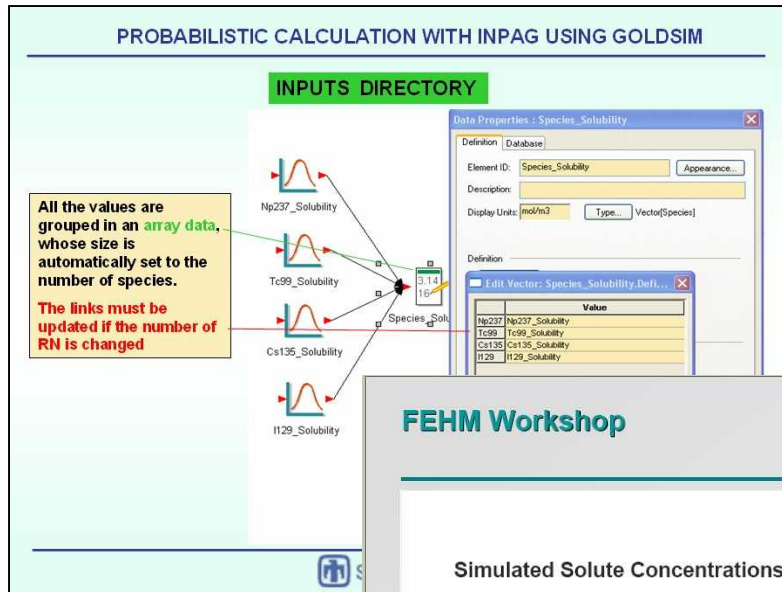 PROBABILISTIC CALCULATION WITH INPAG USING GOLDSIM
INPUTS DIRECTORY
All the values are
grouped in an array data,
whose size is
automatically set to the
number of species.
The links must be
updated if the number of
RN is changed
Np237_Solubility
Tc99_Solubility
Cs135_Solubility
I129_Solubility
3.14
16
Species_Solu
Data Properties : Species_Solubility
Definition Database
Element ID: Species_Solubility Appearance...
Description:
Display Units: mol/m3 Type... Vector[Species]
Definition
Edit Vector: Species_Solubility.Defi...
Value
Np237 Np237_Solubility
Tc99 Tc99_Solubility
Cs135 Cs135_Solubility
I129 I129_Solubility
S
FEHM Workshop
Simulated Solute Concentrations